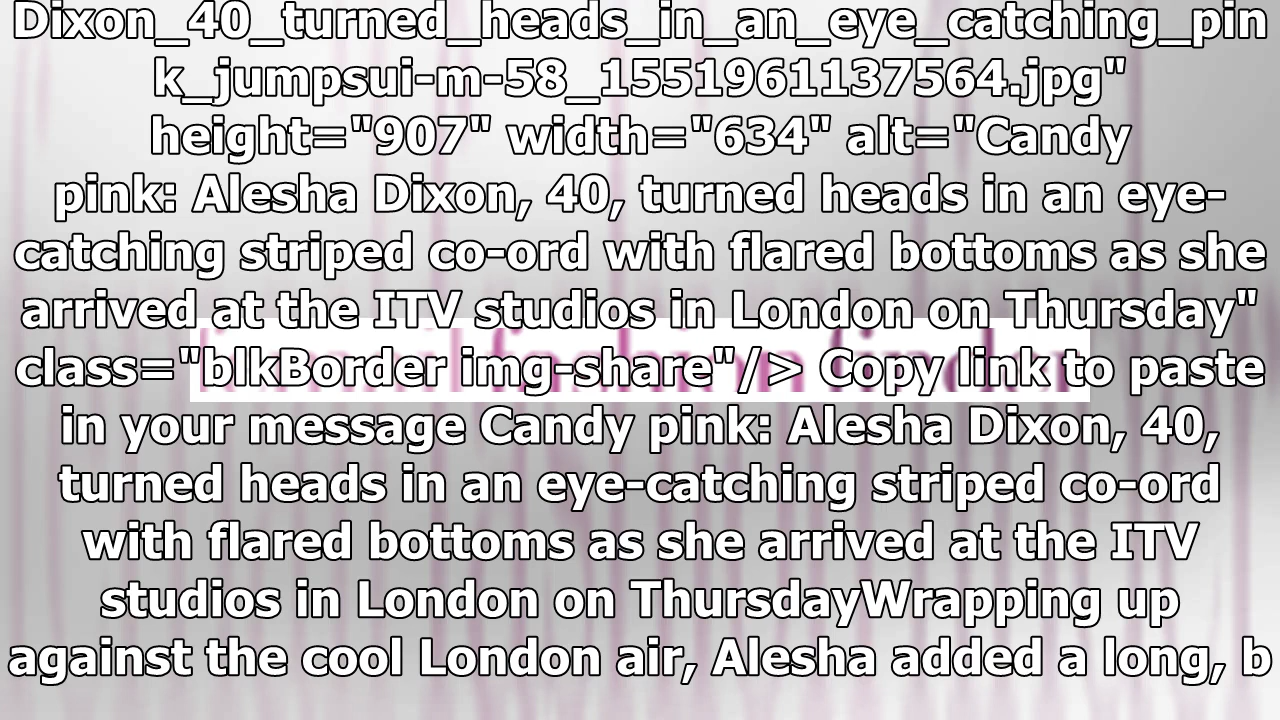 Dixon_40_turned_heads_in_an_eye_catching_pin
k_jumpsui-m-58_1551961137564.jpg"
height="907" width="634" alt="Candy
pink: Alesha Dixon, 40, turned heads in an eye-
catching striped co-ord with flared bottoms as she
arrived at the ITV studios in London on Thursday"
class="blkBorder img-share"/> Copy link to paste
in your message Candy pink: Alesha Dixon, 40,
turned heads in an eye-catching striped co-ord
with flared bottoms as she arrived at the ITV
studios in London on ThursdayWrapping up
against the cool London air, Alesha added a long, b